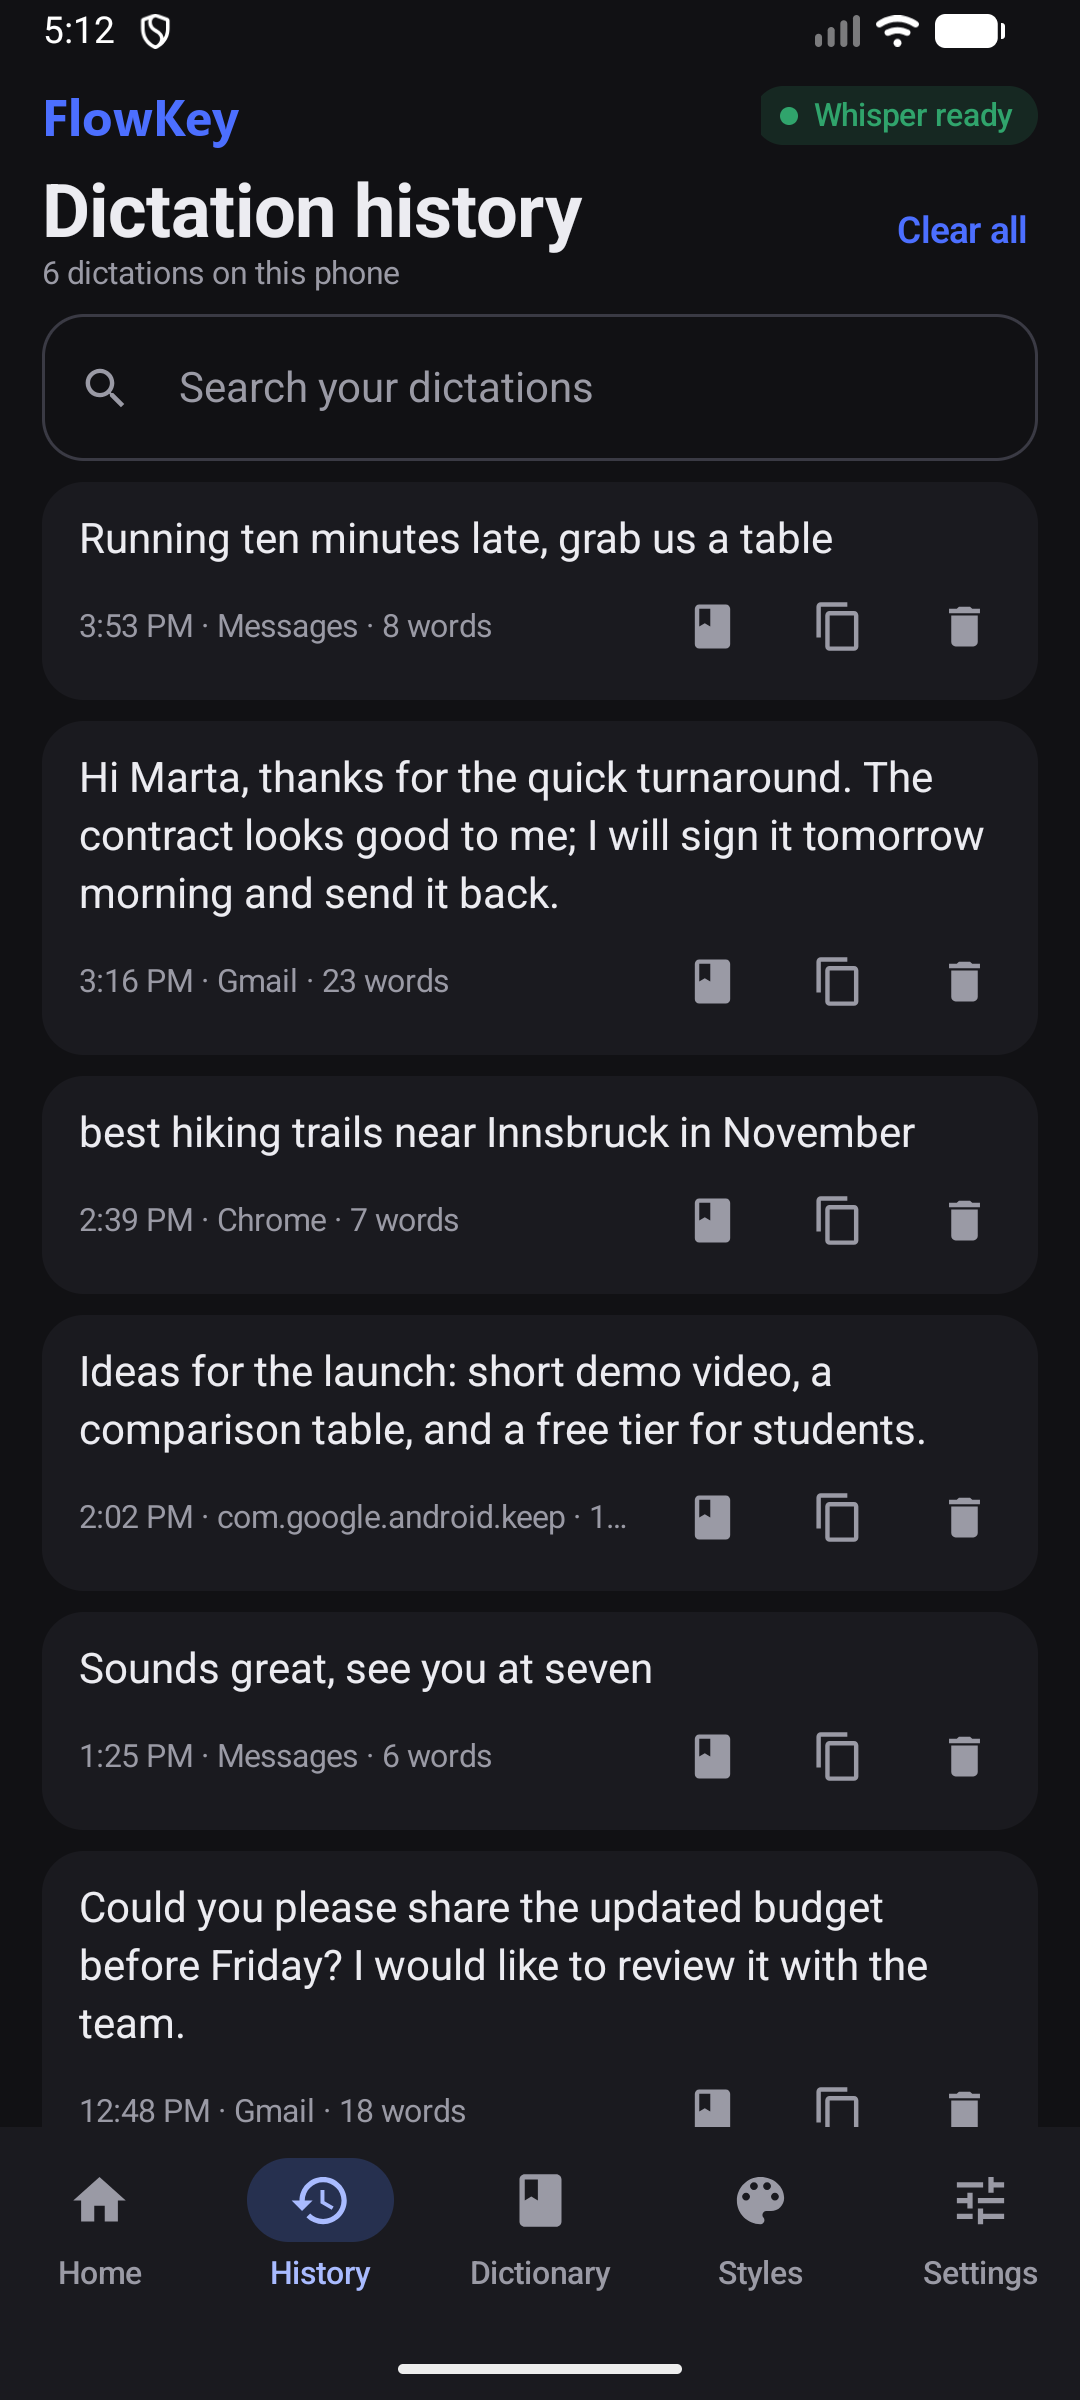 5:12
FlowKey
Whisper ready
Dictation history
Clear all
6 dictations on this phone
Search your dictations
Running ten minutes late, grab us a table
3:53 PM · Messages · 8 words
Hi Marta, thanks for the quick turnaround. The
contract looks good to me; I will sign it tomorrow
morning and send it back.
3:16 PM · Gmail · 23 words
best hiking trails near Innsbruck in November
2:39 PM · Chrome · 7 words
Ideas for the launch: short demo video, a
comparison table, and a free tier for students.
2:02 PM · com.google.android.keep · 1…
Sounds great, see you at seven
1:25 PM · Messages · 6 words
Could you please share the updated budget
before Friday? I would like to review it with the
team.
12:48 PM · Gmail · 18 words
Home
History
Dictionary
Styles
Settings